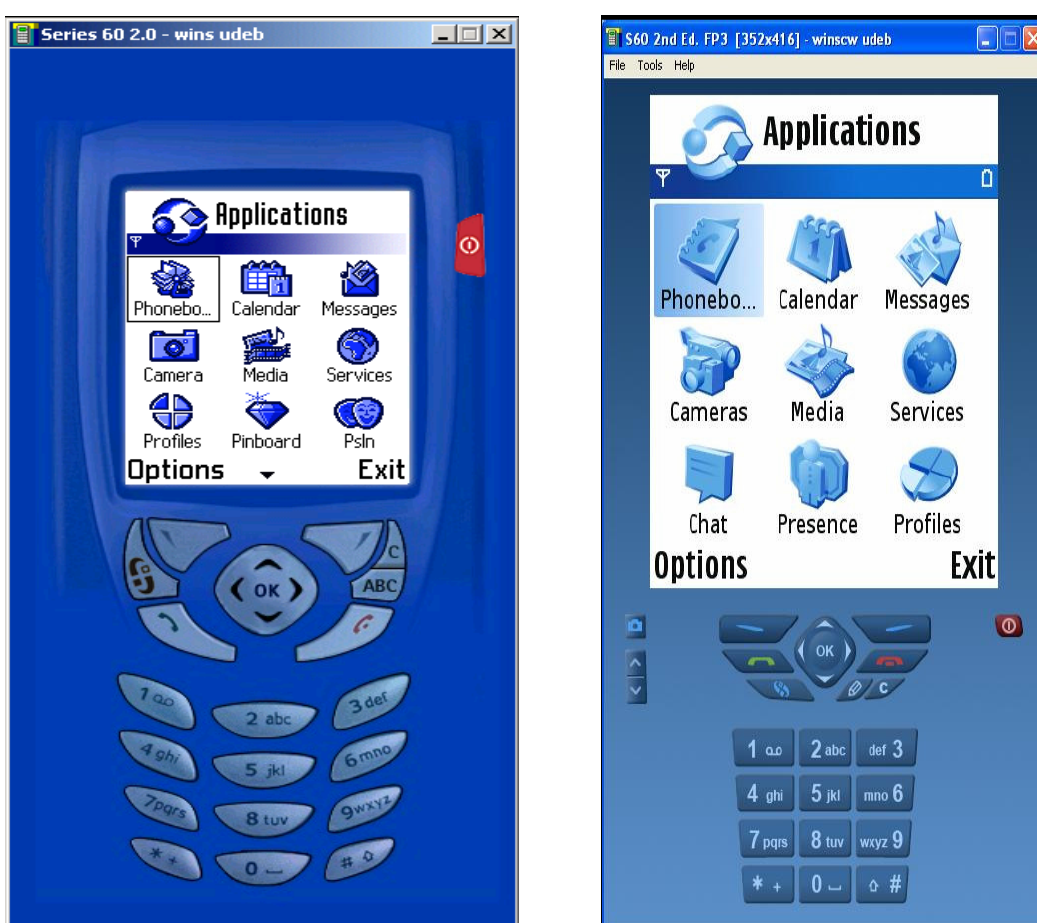 Series 60 2.0 - wins udeb
Applications
Phonebo... Calendar Messages
Camera Media Services
Profiles Pinboard PsIn
Options Exit
C
OK ABC
1 2 abc 3 def
4 ghi 5 jkl 6 mno
7pqrs 8 tuv 9wxyz
* + 0 #
S60 2nd Ed. FP3 [352x416] - winscw udeb
File Tools Help
Applications
Phonebo... Calendar Messages
Cameras Media Services
Chat Presence Profiles
Options Exit
OK
C
1 2 abc def 3
4 ghi 5 jkl mno 6
7 pqrs 8 tuv wxyz 9
* + 0 #